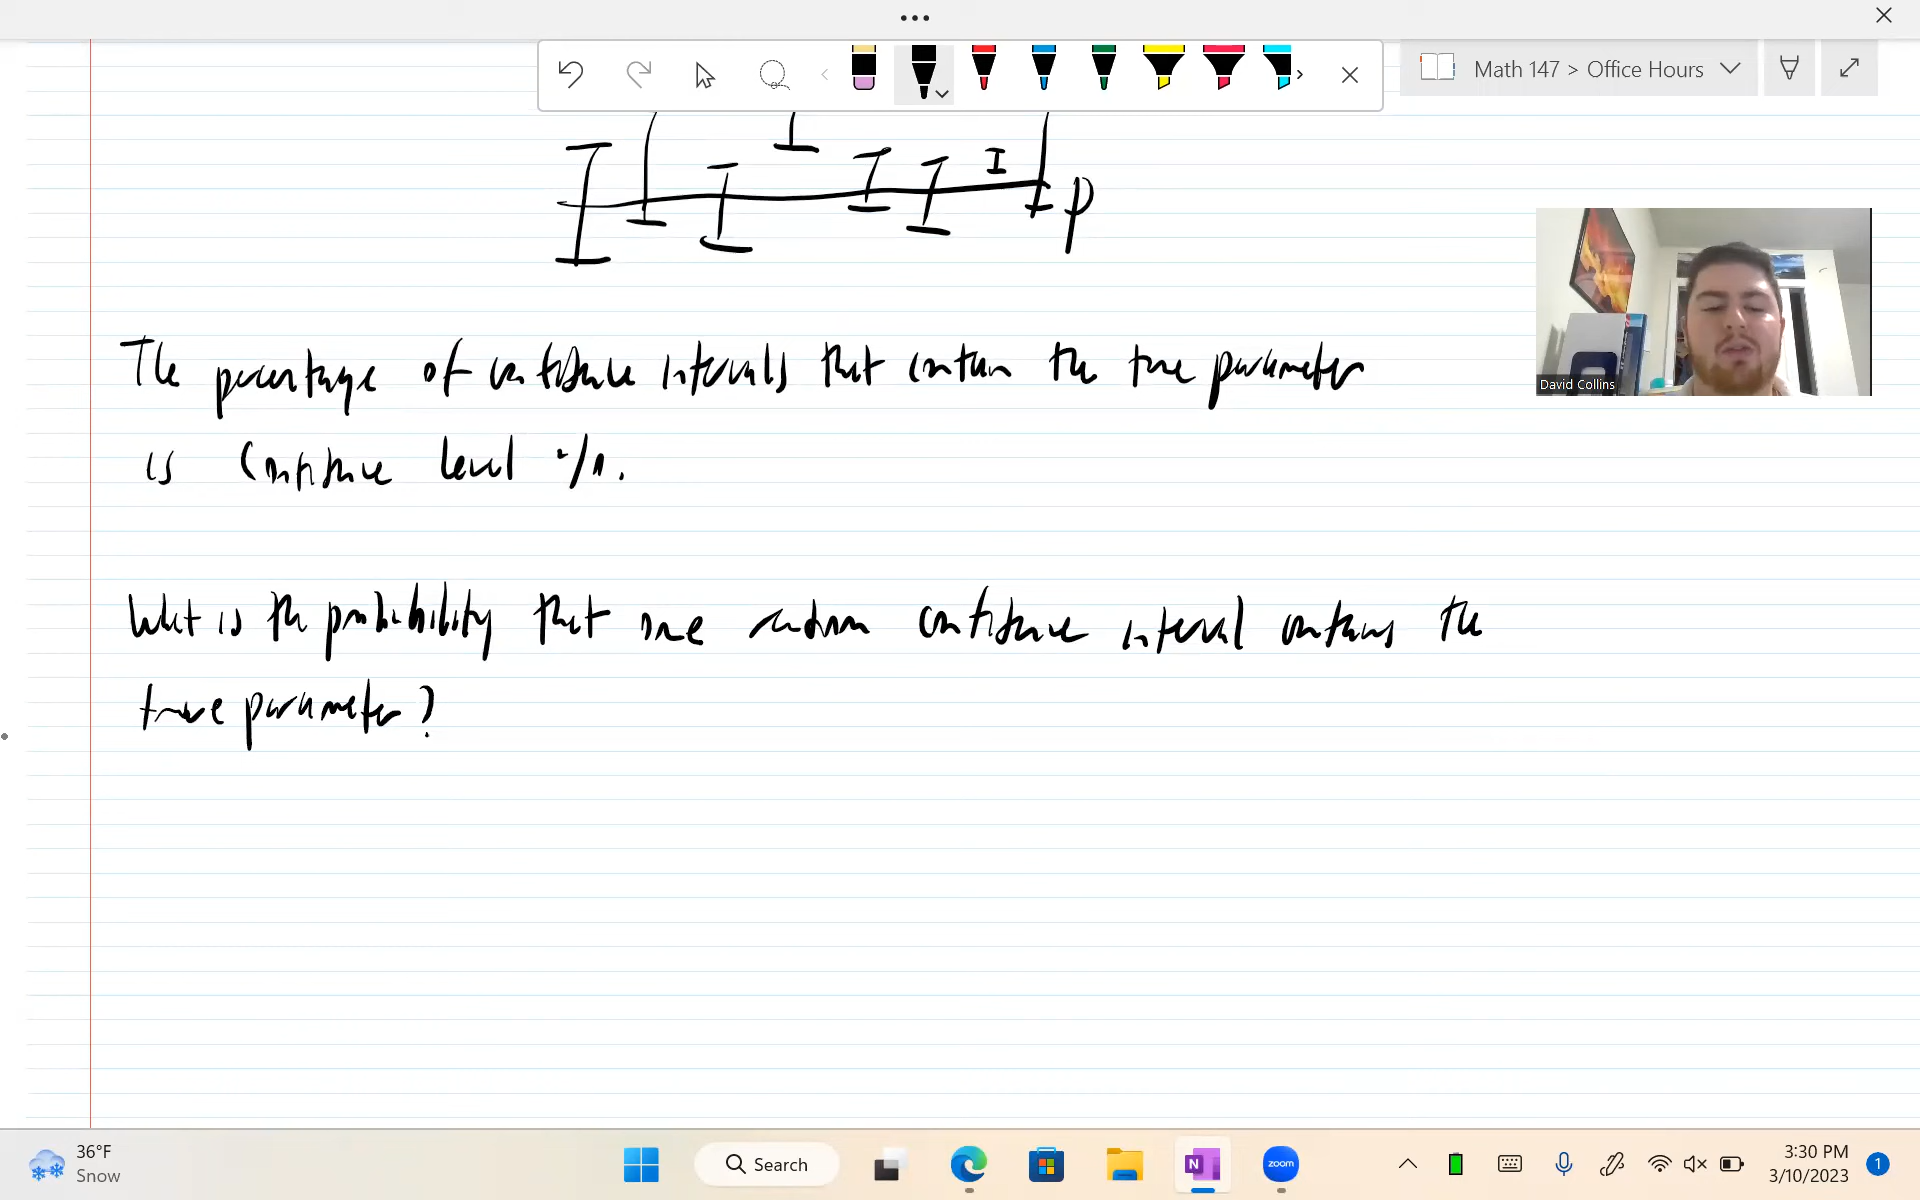 Math 147 > Office Hours
p
David Collins
The percentage of confidence intervals that contain the true parameter
is Confidence level %.
What is the probability that one random confidence interval contains the
true parameter?
36°F
Snow
Search
zoom
N
3:30 PM
3/10/2023
1